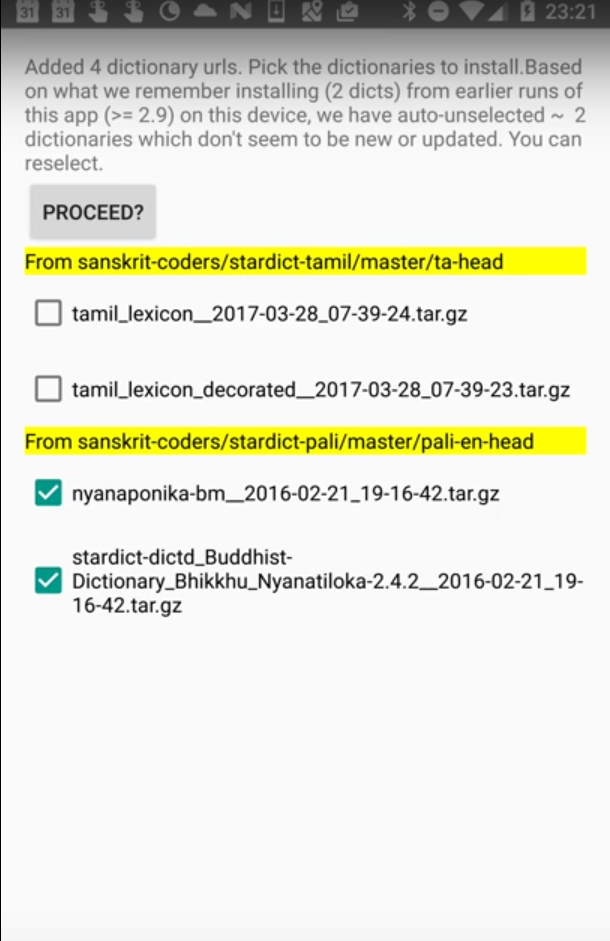 31 31 N 23:21
Added 4 dictionary urls. Pick the dictionaries to install.Based
on what we remember installing (2 dicts) from earlier runs of
this app (>= 2.9) on this device, we have auto-unselected ~ 2
dictionaries which don't seem to be new or updated. You can
reselect.
PROCEED?
From sanskrit-coders/stardict-tamil/master/ta-head
tamil_lexicon__2017-03-28_07-39-24.tar.gz
tamil_lexicon_decorated__2017-03-28_07-39-23.tar.gz
From sanskrit-coders/stardict-pali/master/pali-en-head
nyanaponika-bm__2016-02-21_19-16-42.tar.gz
stardict-dictd_Buddhist-
Dictionary_Bhikkhu_Nyanatiloka-2.4.2__2016-02-21_19-
16-42.tar.gz